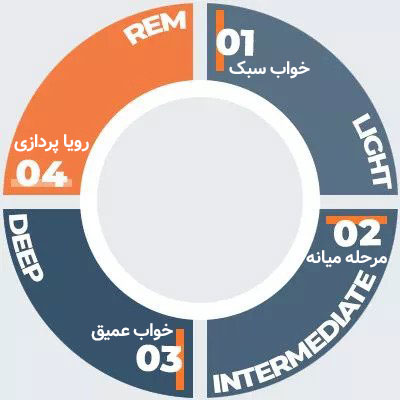 01
خواب سبک
LIGHT
02
مرحله میانه
INTERMEDIATE
خواب عمیق
03
DEEP
REM
رویا پردازی
04